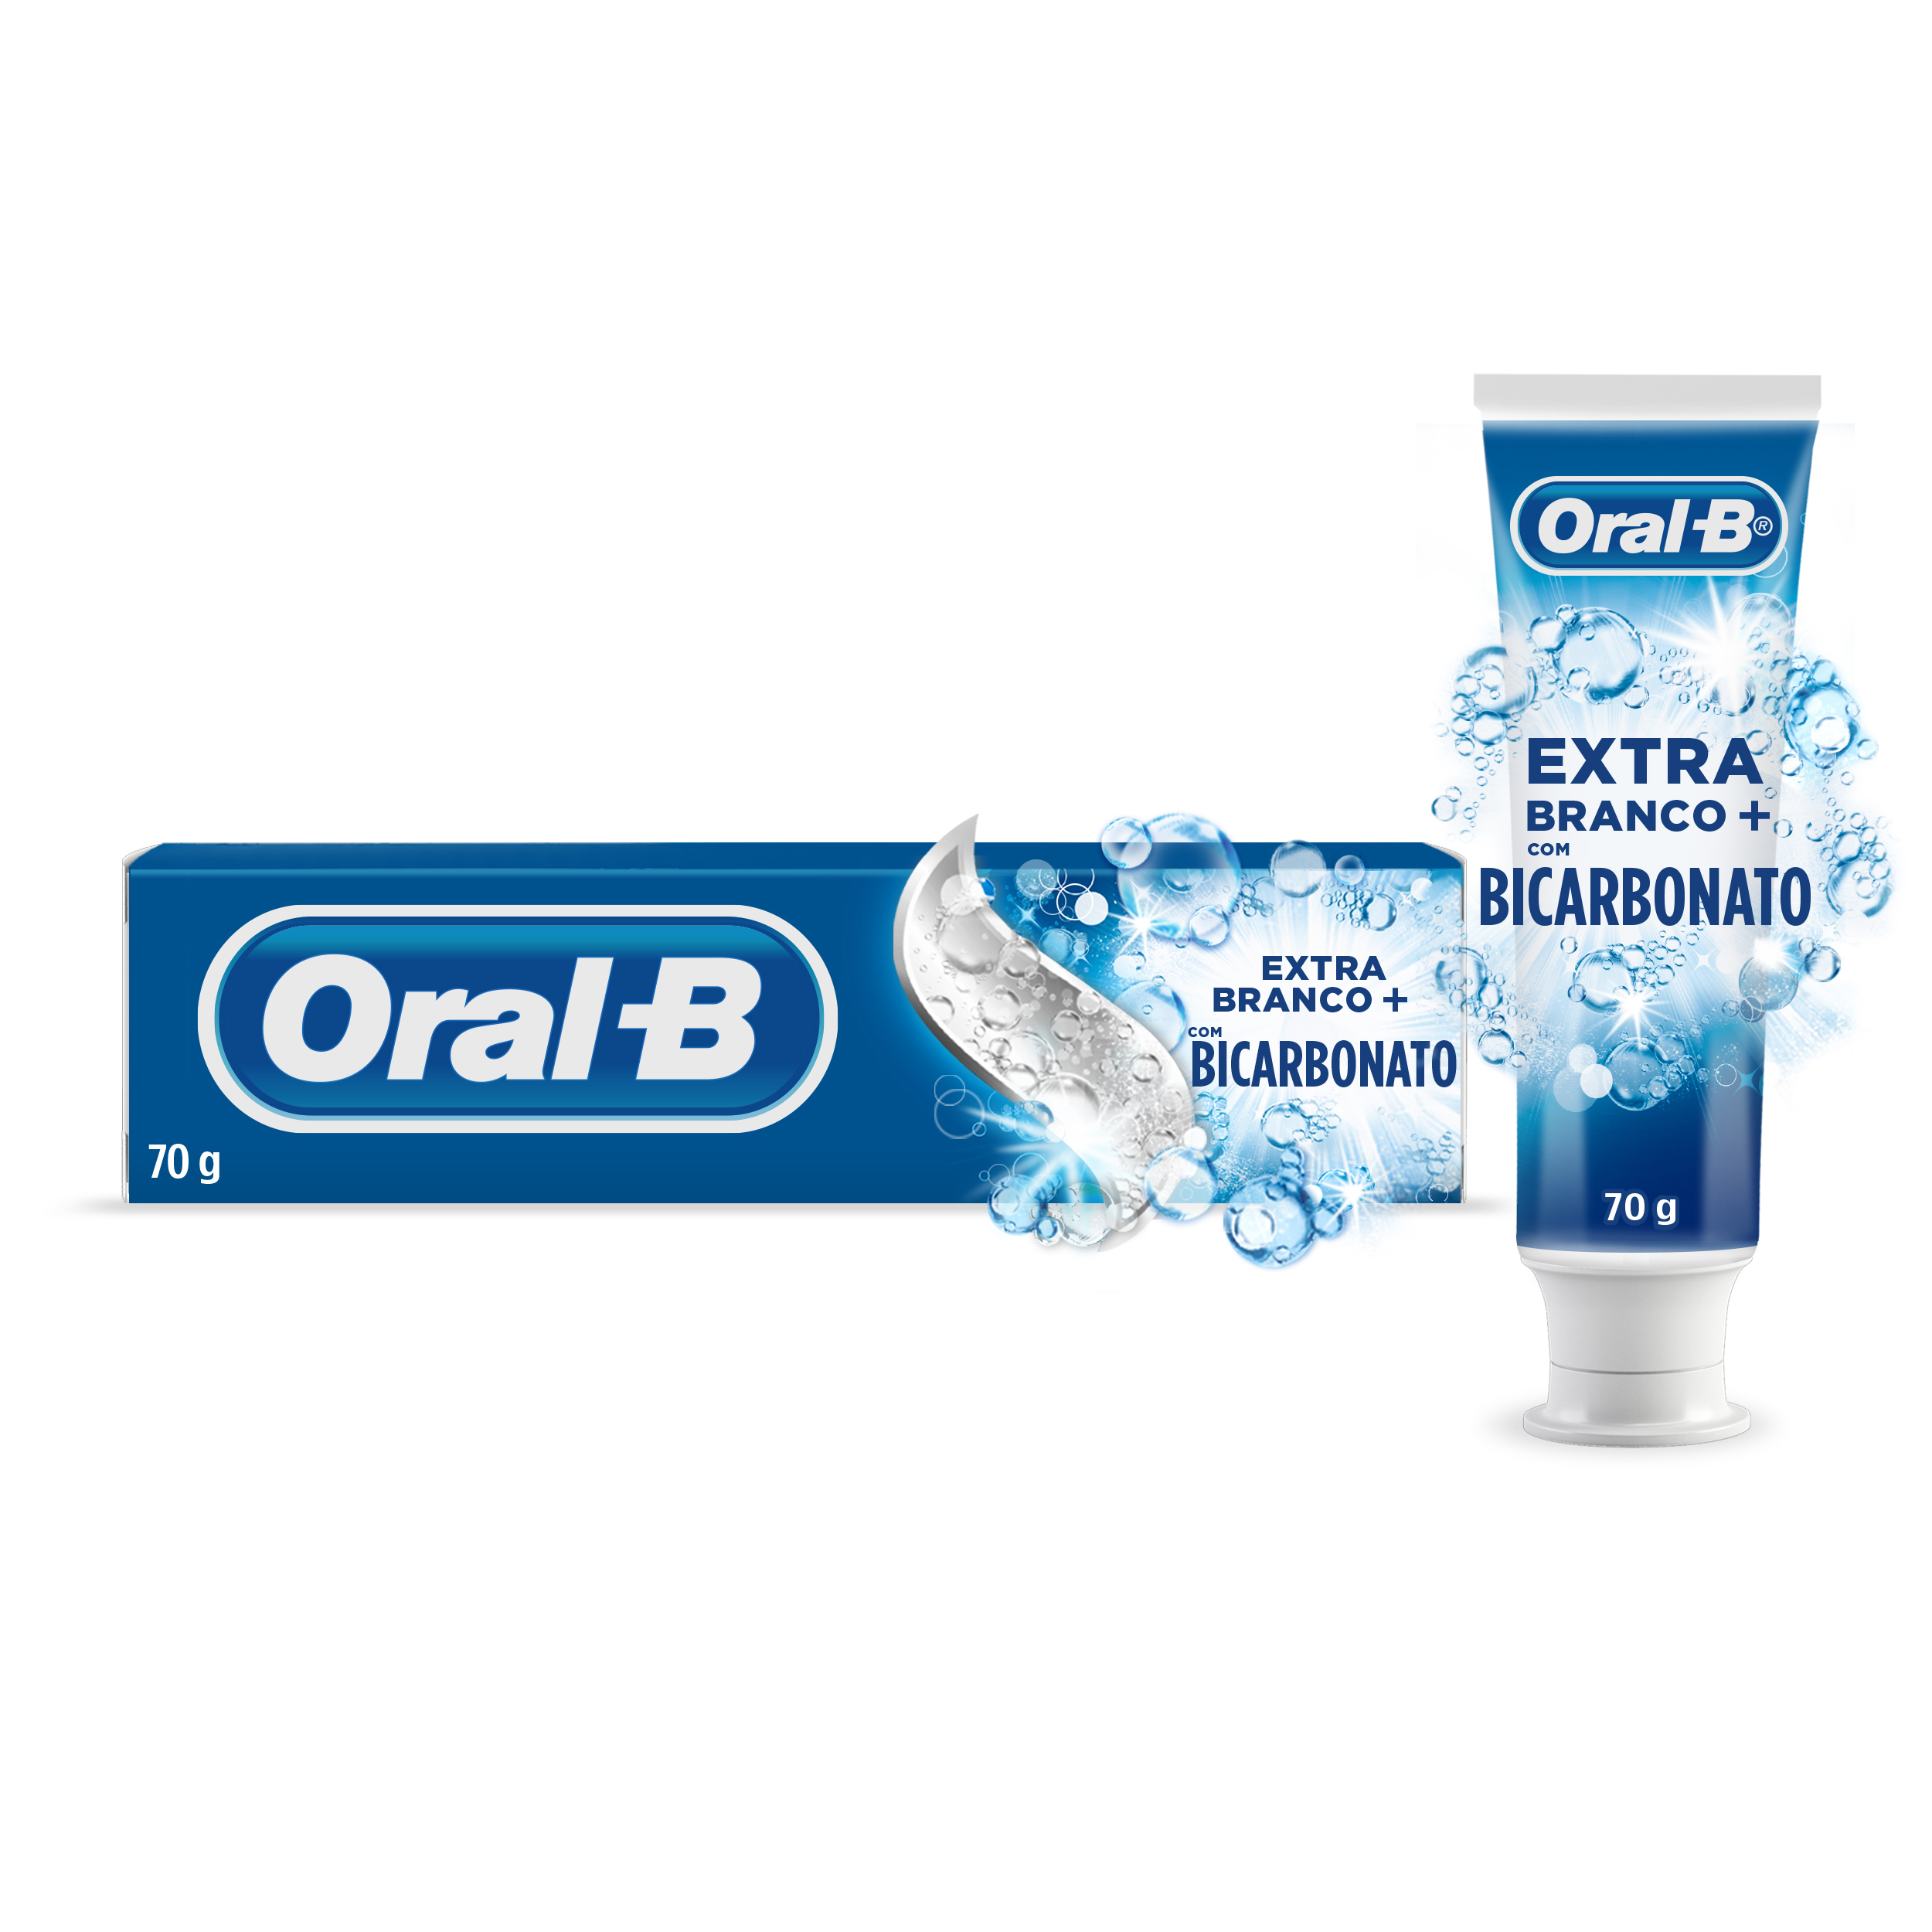 Oral-B
EXTRA
BRANCO +
COM
BICARBONATO
70 g
Oral-B®
EXTRA
BRANCO +
COM
BICARBONATO
70 g